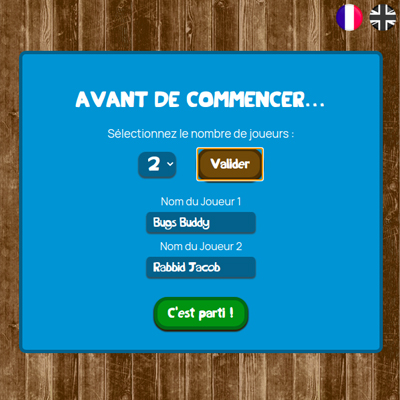 AVANT DE COMMENCER...
Sélectionnez le nombre de joueurs :
2 Valider
Nom du Joueur 1
Bugs Buddy
Nom du Joueur 2
Rabbid Jacob
C'est parti !